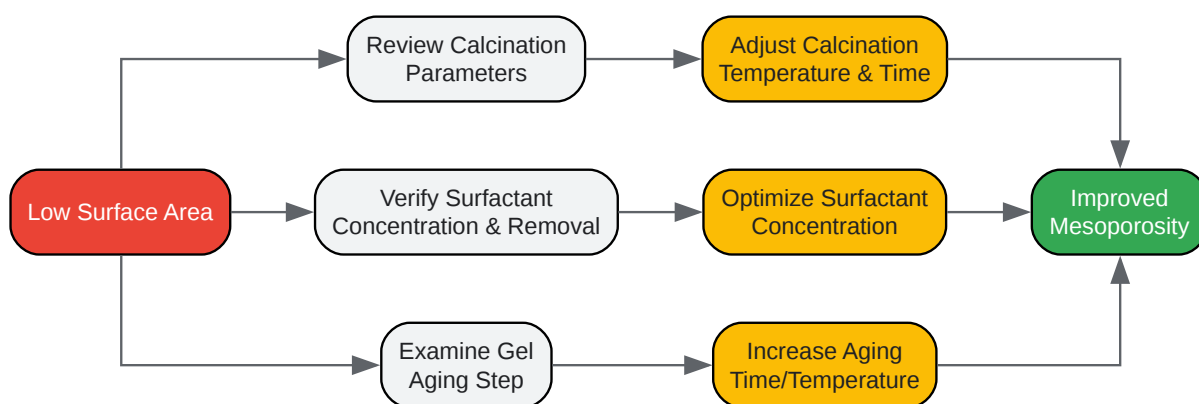 Review Calcination
Parameters
Adjust Calcination
Temperature & Time
Low Surface Area
Verify Surfactant
Concentration & Removal
Optimize Surfactant
Concentration
Improved
Mesoporosity
Examine Gel
Aging Step
Increase Aging
Time/Temperature